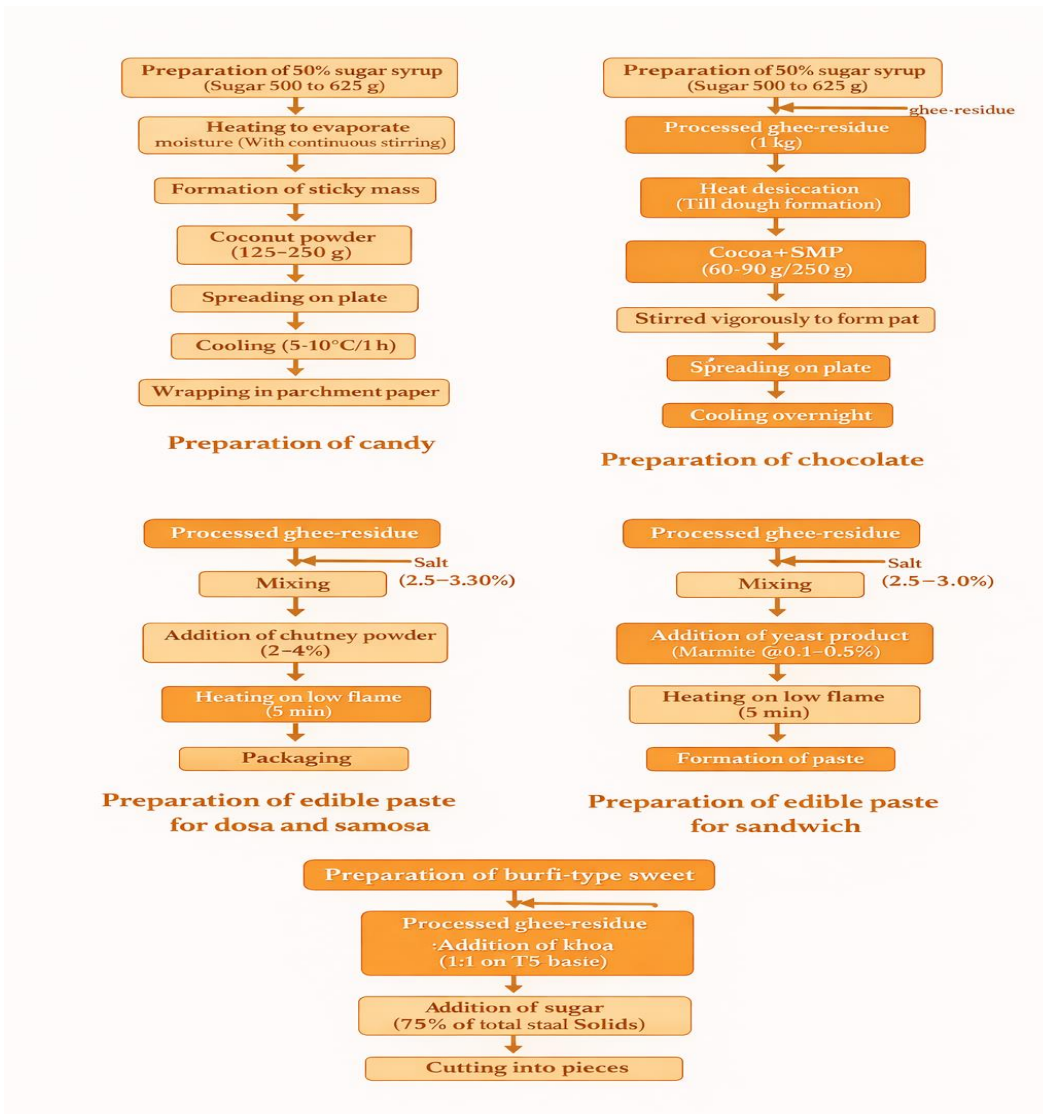 Preparation of 50% sugar syrup
(Sugar 500 to 625 g)
Heating to evaporate
moisture (With continuous stirring)
Formation of sticky mass
Coconut powder
(125–250 g)
Spreading on plate
Cooling (5-10°C/1 h)
Wrapping in parchment paper
Preparation of candy
Preparation of 50% sugar syrup
(Sugar 500 to 625 g)
ghee-residue
Processed ghee-residue
(1 kg)
Heat desiccation
(Till dough formation)
Cocoa+SMP
(60-90 g/250 g)
Stirred vigorously to form pat
Spreading on plate
Cooling overnight
Preparation of chocolate
Processed ghee-residue
Salt
(2.5–3.30%)
Mixing
Addition of chutney powder
(2–4%)
Heating on low flame
(5 min)
Packaging
Preparation of edible paste
for dosa and samosa
Processed ghee-residue
Salt
(2.5–3.0%)
Mixing
Addition of yeast product
(Marmite @0.1–0.5%)
Heating on low flame
(5 min)
Formation of paste
Preparation of edible paste
for sandwich
Preparation of burfi-type sweet
Processed ghee-residue
:Addition of khoa
(1:1 on T5 baste)
Addition of sugar
(75% of total staal Solids)
Cutting into pieces